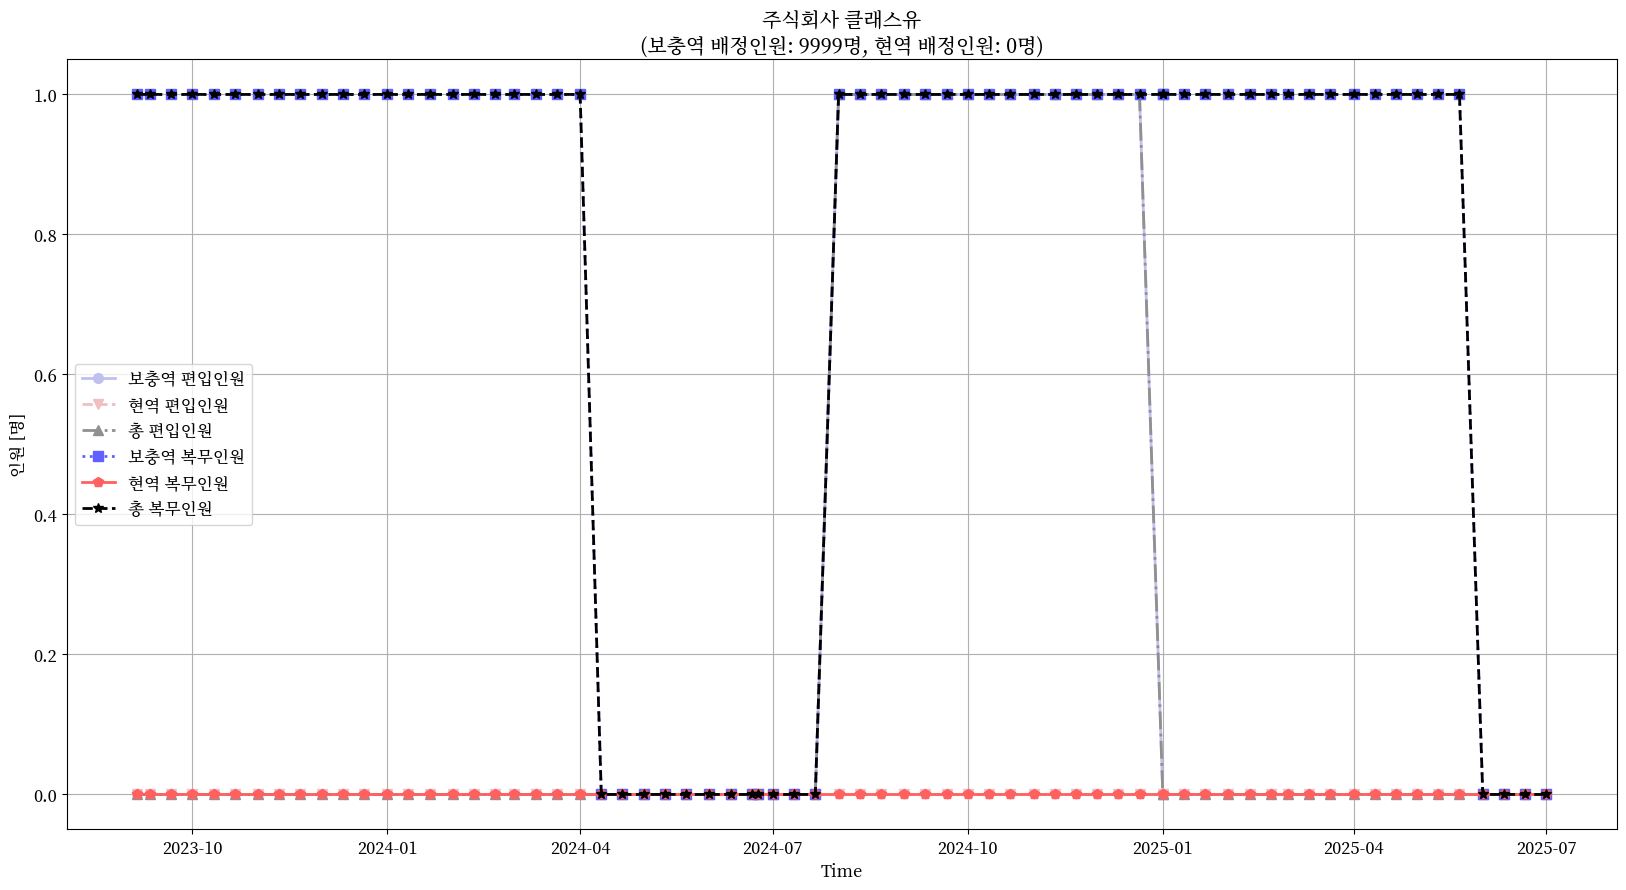 주식회사 클래스유
(보충역 배정인원: 9999명, 현역 배정인원: 0명)
1.0
0.8
0.6
0.4
0.2
0.0
인원 [명]
보충역 편입인원
현역 편입인원
총 편입인원
보충역 복무인원
현역 복무인원
총 복무인원
2023-10
2024-01
2024-04
2024-07
2024-10
2025-01
2025-04
2025-07
Time